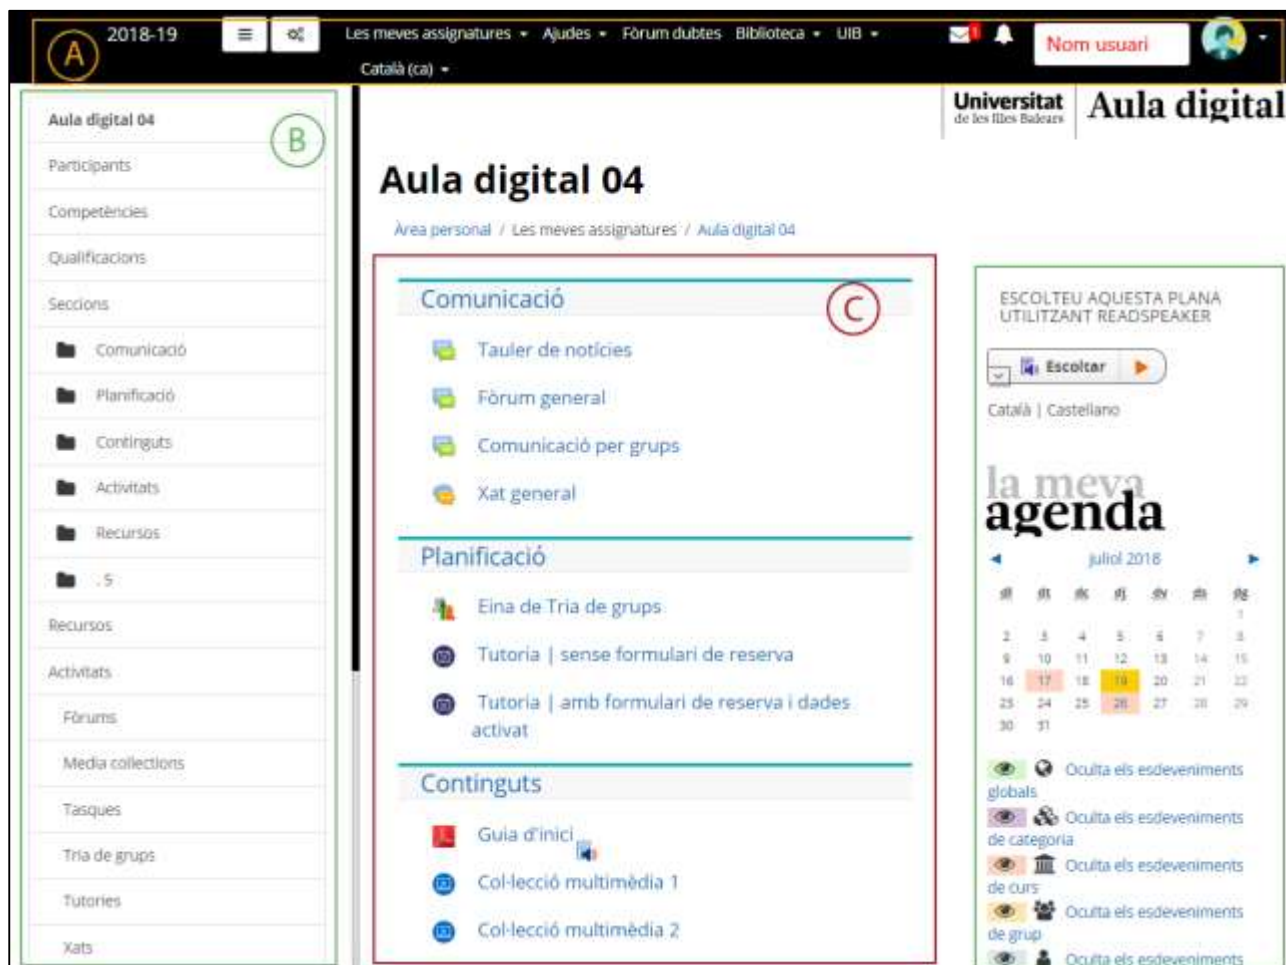 A
2018-19
Les meves assignatures
Ajudes
Fòrum dubtes
Biblioteca
UIB
1
Nom usuari
Català (ca)
Aula digital 04
B
Participants
Competències
Qualificacions
Seccions
Comunicació
Planificació
Continguts
Activitats
Recursos
. 5
Recursos
Activitats
Fòrums
Media collections
Tasques
Tria de grups
Tutories
Xats
Universitat
de les Illes Balears
Aula digital
Aula digital 04
Àrea personal / Les meves assignatures / Aula digital 04
C
Comunicació
Tauler de notícies
Fòrum general
Comunicació per grups
Xat general
Planificació
Eina de Tria de grups
Tutoria | sense formulari de reserva
Tutoria | amb formulari de reserva i dades
activat
Continguts
Guia d'inici
Col·lecció multimèdia 1
Col·lecció multimèdia 2
ESCOLTEU AQUESTA PLANA
UTILITZANT READSPEAKER
Escoltar
Català | Castellano
la meva
agenda
juliol 2018
dl dt dc dj dv ds dg
1
2 3 4 5 6 7 8
9 10 11 12 13 14 15
16 17 18 19 20 21 22
23 24 25 26 27 28 29
30 31
Oculta els esdeveniments
globals
Oculta els esdeveniments
de categoria
Oculta els esdeveniments
de curs
Oculta els esdeveniments
de grup
Oculta els esdeveniments